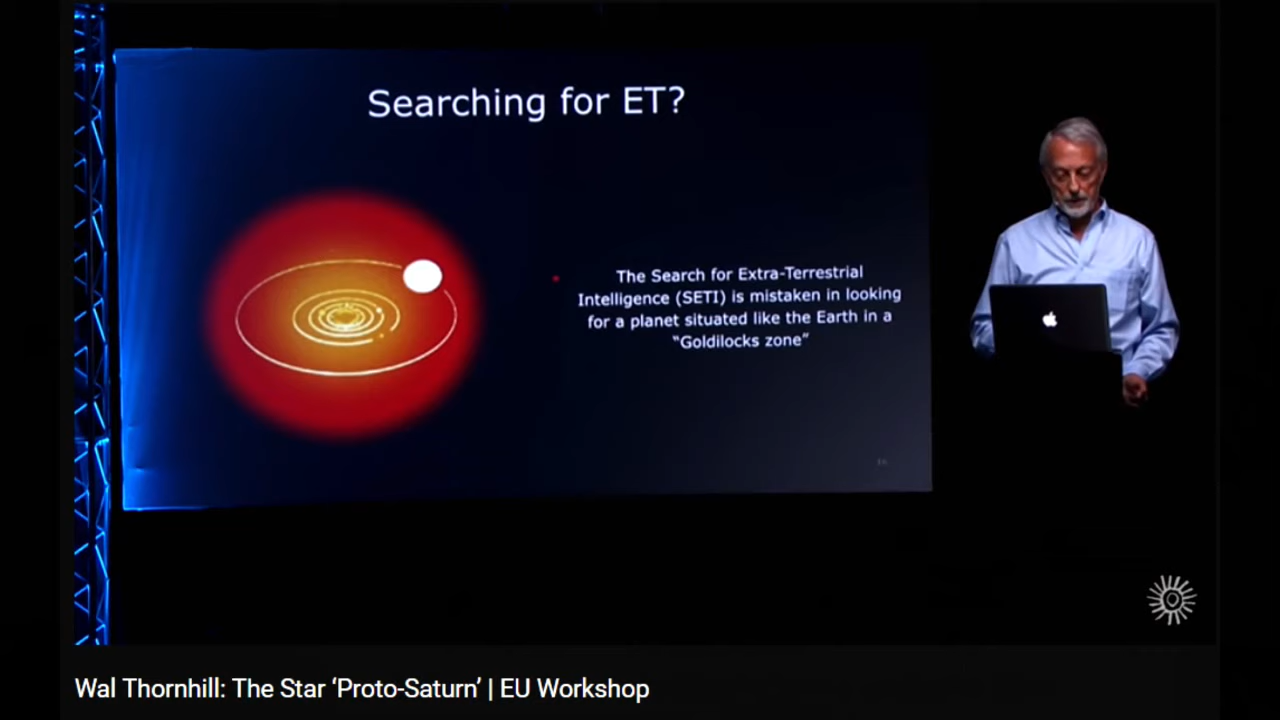 Searching for ET?
The Search for Extra-Terrestrial
Intelligence (SETI) is mistaken in looking
for a planet situated like the Earth in a
“Goldilocks zone”
Wal Thornhill: The Star ‘Proto-Saturn’ | EU Workshop